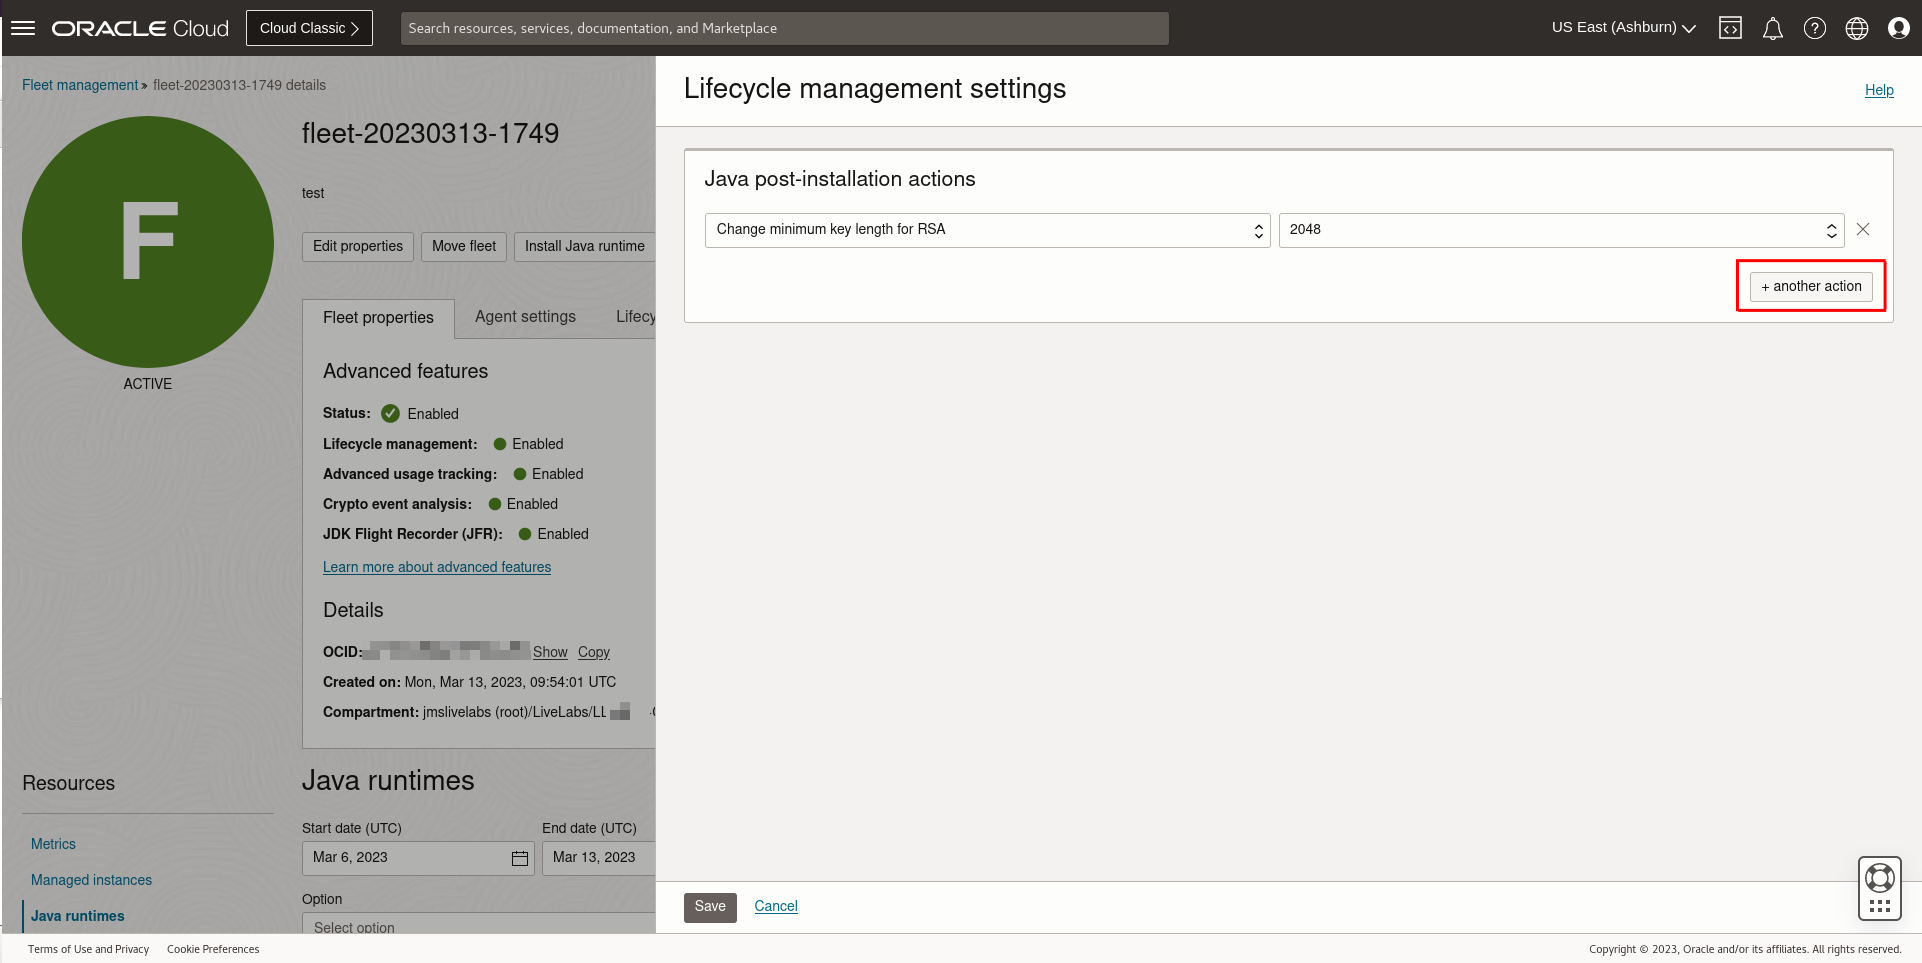 ORACLE Cloud
Cloud Classic
Search resources, services, documentation, and Marketplace
US East (Ashburn)
Fleet management » fleet-20230313-1749 details
F
ACTIVE
fleet-20230313-1749
test
Edit properties
Move fleet
Install Java runtime
Fleet properties
Agent settings
Lifecy
Advanced features
Status: Enabled
Lifecycle management: Enabled
Advanced usage tracking: Enabled
Crypto event analysis: Enabled
JDK Flight Recorder (JFR): Enabled
Learn more about advanced features
Details
OCID: Show Copy
Created on: Mon, Mar 13, 2023, 09:54:01 UTC
Compartment: jmslivelabs (root)/LiveLabs/LL
Resources
Metrics
Managed instances
Java runtimes
Java runtimes
Start date (UTC)
Mar 6, 2023
End date (UTC)
Mar 13, 2023
Option
Select option
Lifecycle management settings
Help
Java post-installation actions
Change minimum key length for RSA
2048
+ another action
Save
Cancel
Terms of Use and Privacy
Cookie Preferences
Copyright © 2023, Oracle and/or its affiliates. All rights reserved.